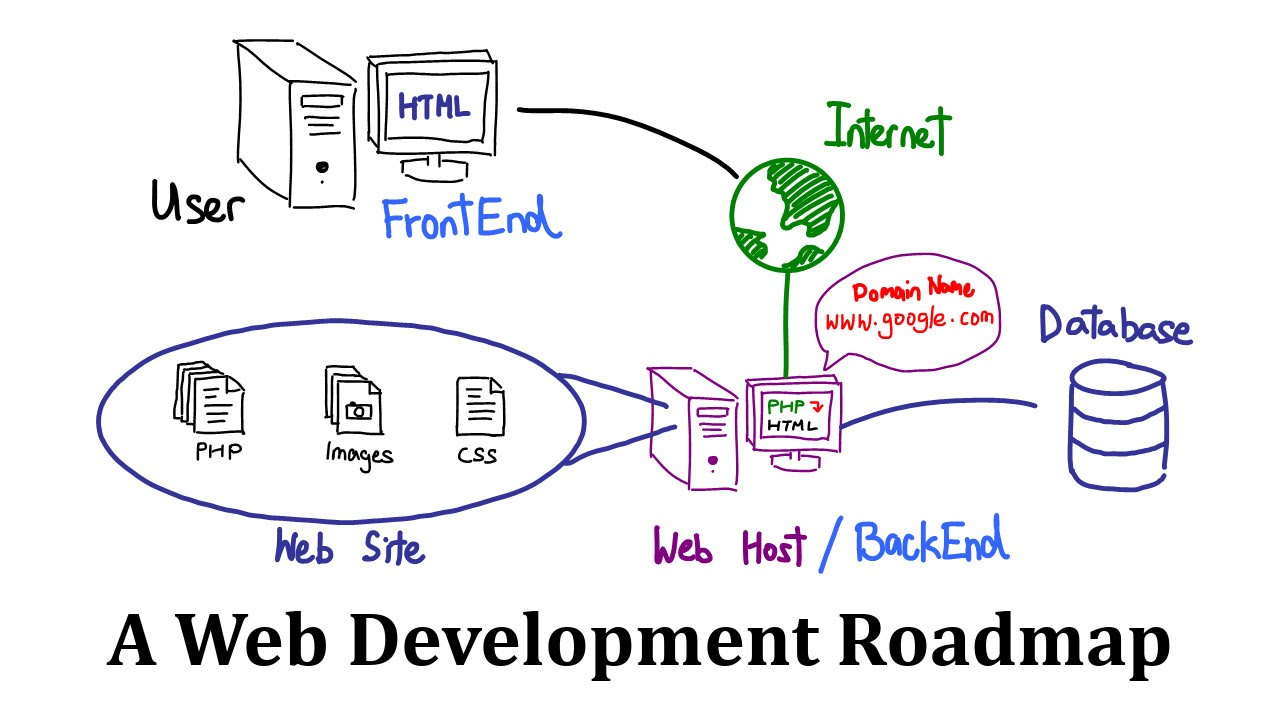 HTML
User
FrontEnd
Internet
Domain Name
www.google.com
Database
PHP
HTML
PHP
Images
CSS
Web Site
Web Host / BackEnd
A Web Development Roadmap